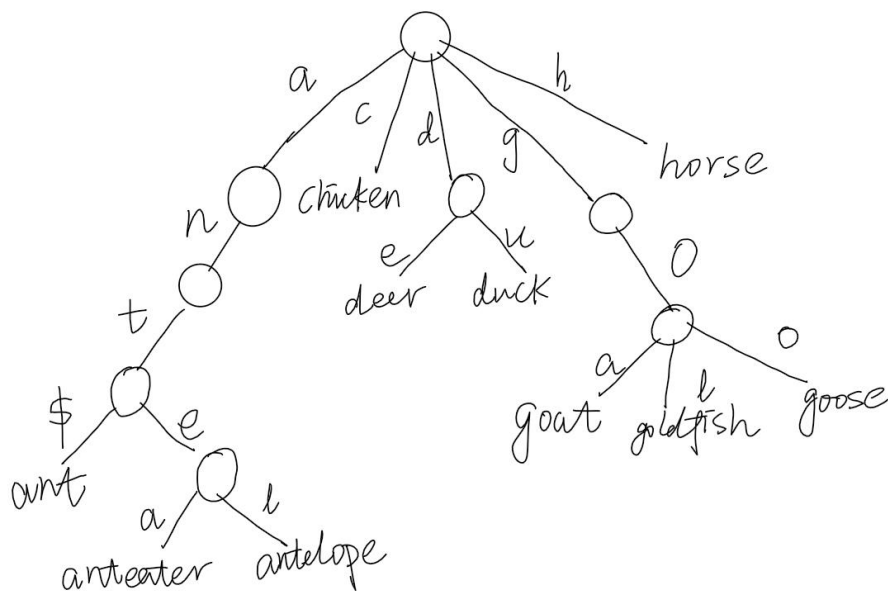 a
c
d
g
h
n
chicken
horse
e
u
o
t
deer
duck
a
l
o
$
e
goat
goldfish
goose
ant
a
l
anteater
antelope